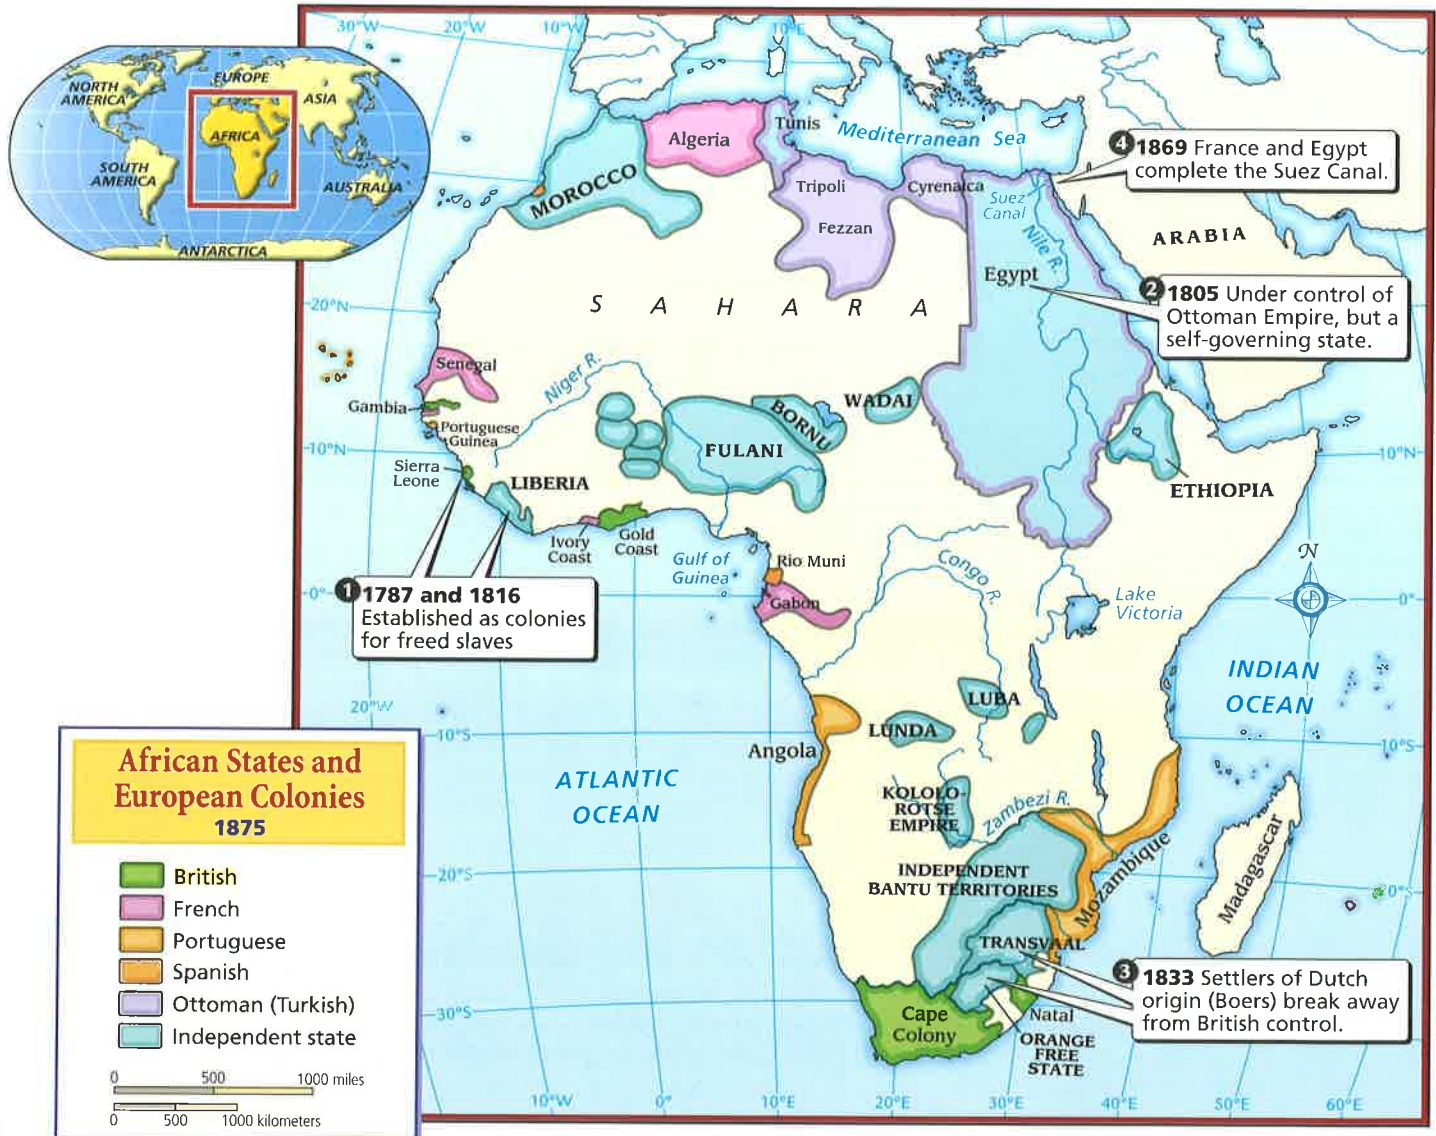 30°W
20°W
10°W
0°
10°E
NORTH
AMERICA
EUROPE
ASIA
AFRICA
SOUTH
AMERICA
AUSTRALIA
ANTARCTICA
Algeria
Tunis
Mediterranean Sea
MOROCCO
Tripoli
Cyrenaica
Fezzan
Suez
Canal
Nile R.
Egypt
ARABIA
4 1869 France and Egypt
complete the Suez Canal.
2 1805 Under control of
Ottoman Empire, but a
self-governing state.
20°N
SAHARA
Senegal
Niger R.
Gambia
Portuguese
Guinea
10°N
10°N
Sierra
Leone
LIBERIA
FULANI
BORNU
WADAI
ETHIOPIA
Ivory
Coast
Gold
Coast
Gulf of
Guinea
Rio Muni
Gabon
Congo R.
Lake
Victoria
N
0°
0°
1 1787 and 1816
Established as colonies
for freed slaves
INDIAN
OCEAN
20°W
10°S
10°S
LUBA
LUNDA
Angola
ATLANTIC
OCEAN
KOLOLO-
ROTSE
EMPIRE
Zambezi R.
INDEPENDENT
BANTU TERRITORIES
Mozambique
Madagascar
20°S
0°S
TRANSVAAL
3 1833 Settlers of Dutch
origin (Boers) break away
from British control.
30°S
Cape
Colony
Natal
ORANGE
FREE
STATE
10°W
0°
10°E
20°E
30°E
40°E
50°E
60°E
African States and
European Colonies
1875
British
French
Portuguese
Spanish
Ottoman (Turkish)
Independent state
0 500 1000 miles
0 500 1000 kilometers